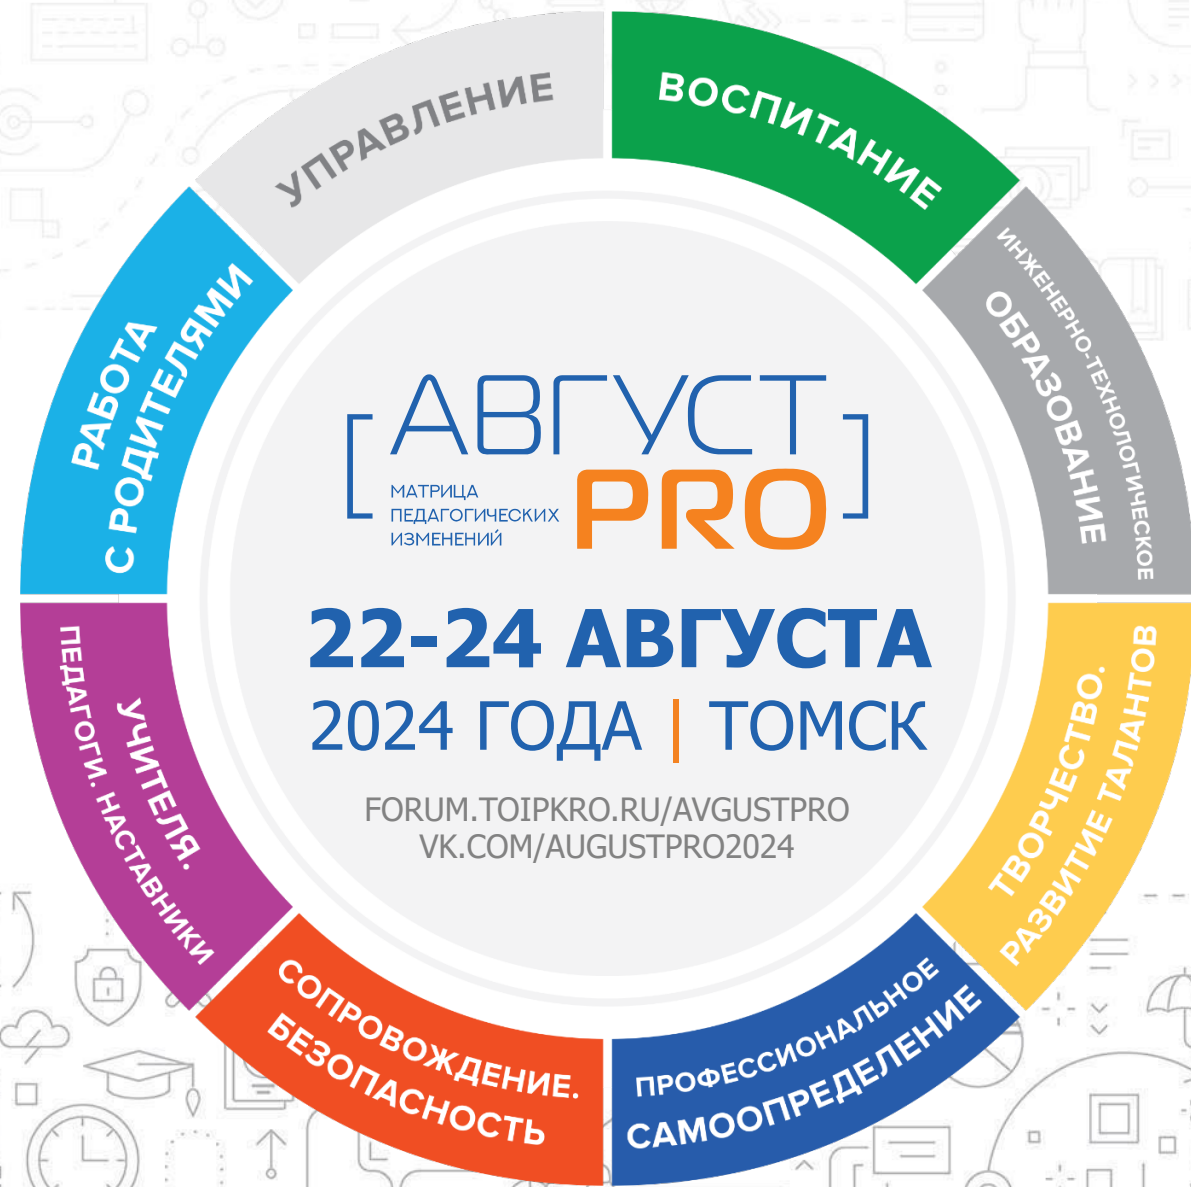 УПРАВЛЕНИЕ
ВОСПИТАНИЕ
ИНЖЕНЕРНО-ТЕХНОЛОГИЧЕСКОЕ
ОБРАЗОВАНИЕ
ТВОРЧЕСТВО.
РАЗВИТИЕ ТАЛАНТОВ
ПРОФЕССИОНАЛЬНОЕ
САМООПРЕДЕЛЕНИЕ
СОПРОВОЖДЕНИЕ.
БЕЗОПАСНОСТЬ
УЧИТЕЛЯ.
ПЕДАГОГИ. НАСТАВНИКИ
РАБОТА
С РОДИТЕЛЯМИ
АВГУСТ
PRO
МАТРИЦА
ПЕДАГОГИЧЕСКИХ
ИЗМЕНЕНИЙ
22-24 АВГУСТА
2024 ГОДА | ТОМСК
FORUM.TOIPKRO.RU/AVGUSTPRO
VK.COM/AUGUSTPRO2024